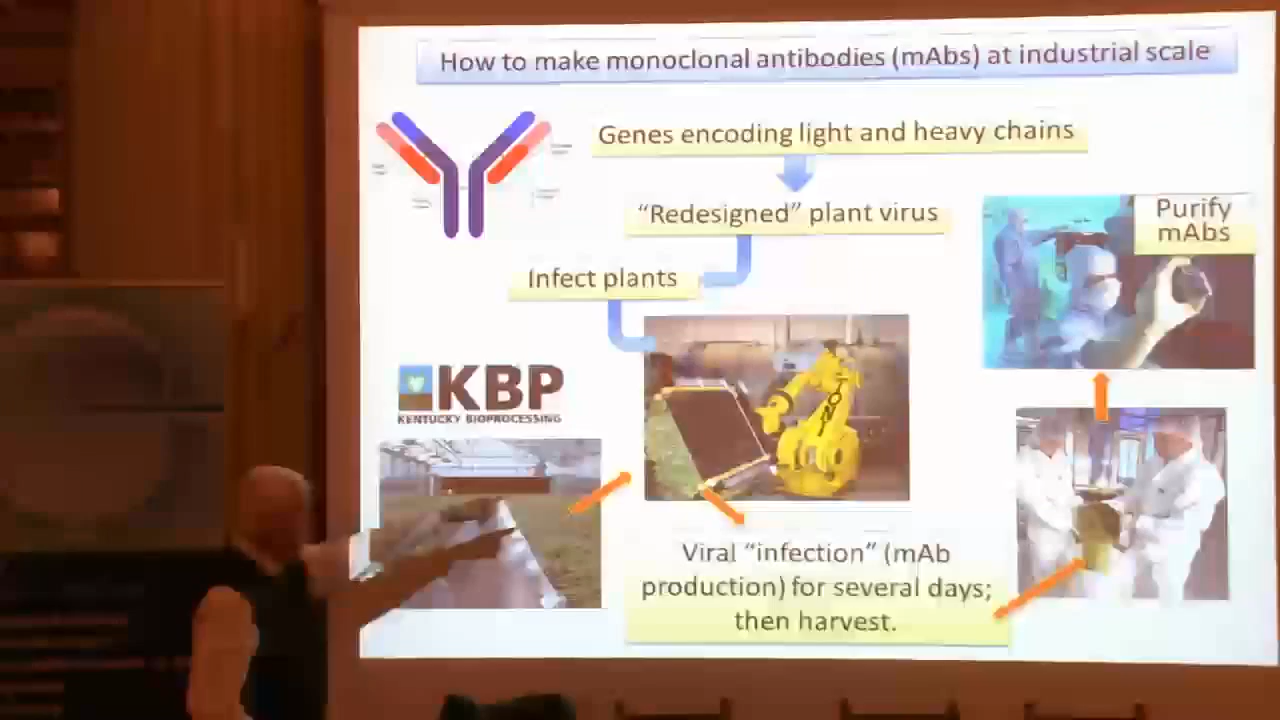 How to make monoclonal antibodies (mAbs) at industrial scale
Genes encoding light and heavy chains
"Redesigned" plant virus
Purify
mAbs
Infect plants
KBP
KENTUCKY BIOPROCESSING
Viral "infection" (mAb
production) for several days;
then harvest.